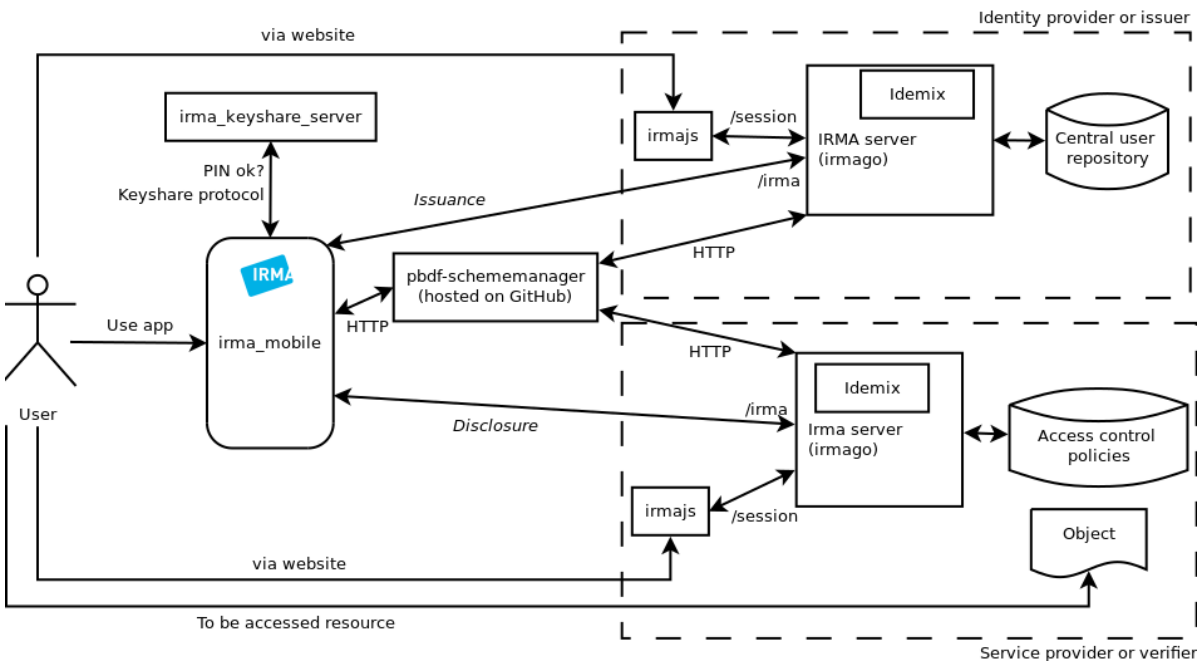 Identity provider or issuer
via website
Idemix
irma_keyshare_server
/session
irmajs
IRMA server
(irmago)
Central user
repository
PIN ok?
Keyshare protocol
/irma
Issuance
HTTP
IRMA
pbdf-schememanager
(hosted on GitHub)
HTTP
Use app
irma_mobile
HTTP
Idemix
User
/irma
Disclosure
Irma server
(irmago)
Access control
policies
irmajs
/session
Object
via website
To be accessed resource
Service provider or verifier